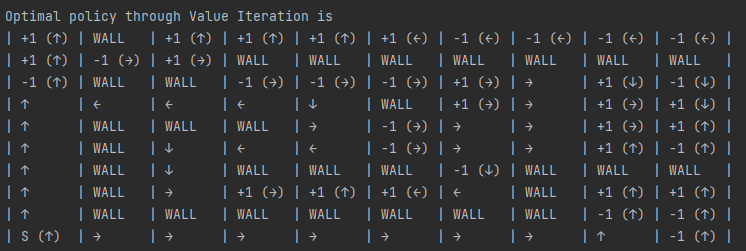 Optimal policy through Value Iteration is
| +1 (↑) | WALL | +1 (↑) | +1 (↑) | +1 (↑) | +1 (←) | -1 (←) | -1 (←) | -1 (←) | -1 (←) |
| +1 (↑) | -1 (→) | +1 (→) | WALL | WALL | WALL | WALL | WALL | WALL | WALL |
| -1 (↑) | WALL | WALL | -1 (→) | -1 (→) | -1 (→) | +1 (→) | → | +1 (↓) | -1 (↓) |
| ↑ | ← | ← | ← | ↓ | WALL | +1 (→) | → | +1 (→) | +1 (↓) |
| ↑ | WALL | WALL | WALL | → | -1 (→) | → | → | +1 (↑) | +1 (↑) |
| ↑ | WALL | ↓ | ← | ← | -1 (→) | → | → | +1 (↑) | -1 (↑) |
| ↑ | WALL | ↓ | WALL | WALL | WALL | -1 (↓) | WALL | WALL | WALL |
| ↑ | WALL | → | +1 (→) | +1 (↑) | +1 (←) | ← | WALL | +1 (↑) | +1 (↑) |
| ↑ | WALL | WALL | WALL | WALL | WALL | WALL | WALL | -1 (↑) | -1 (↑) |
| S (↑) | → | → | → | → | → | → | → | ↑ | -1 (↑) |